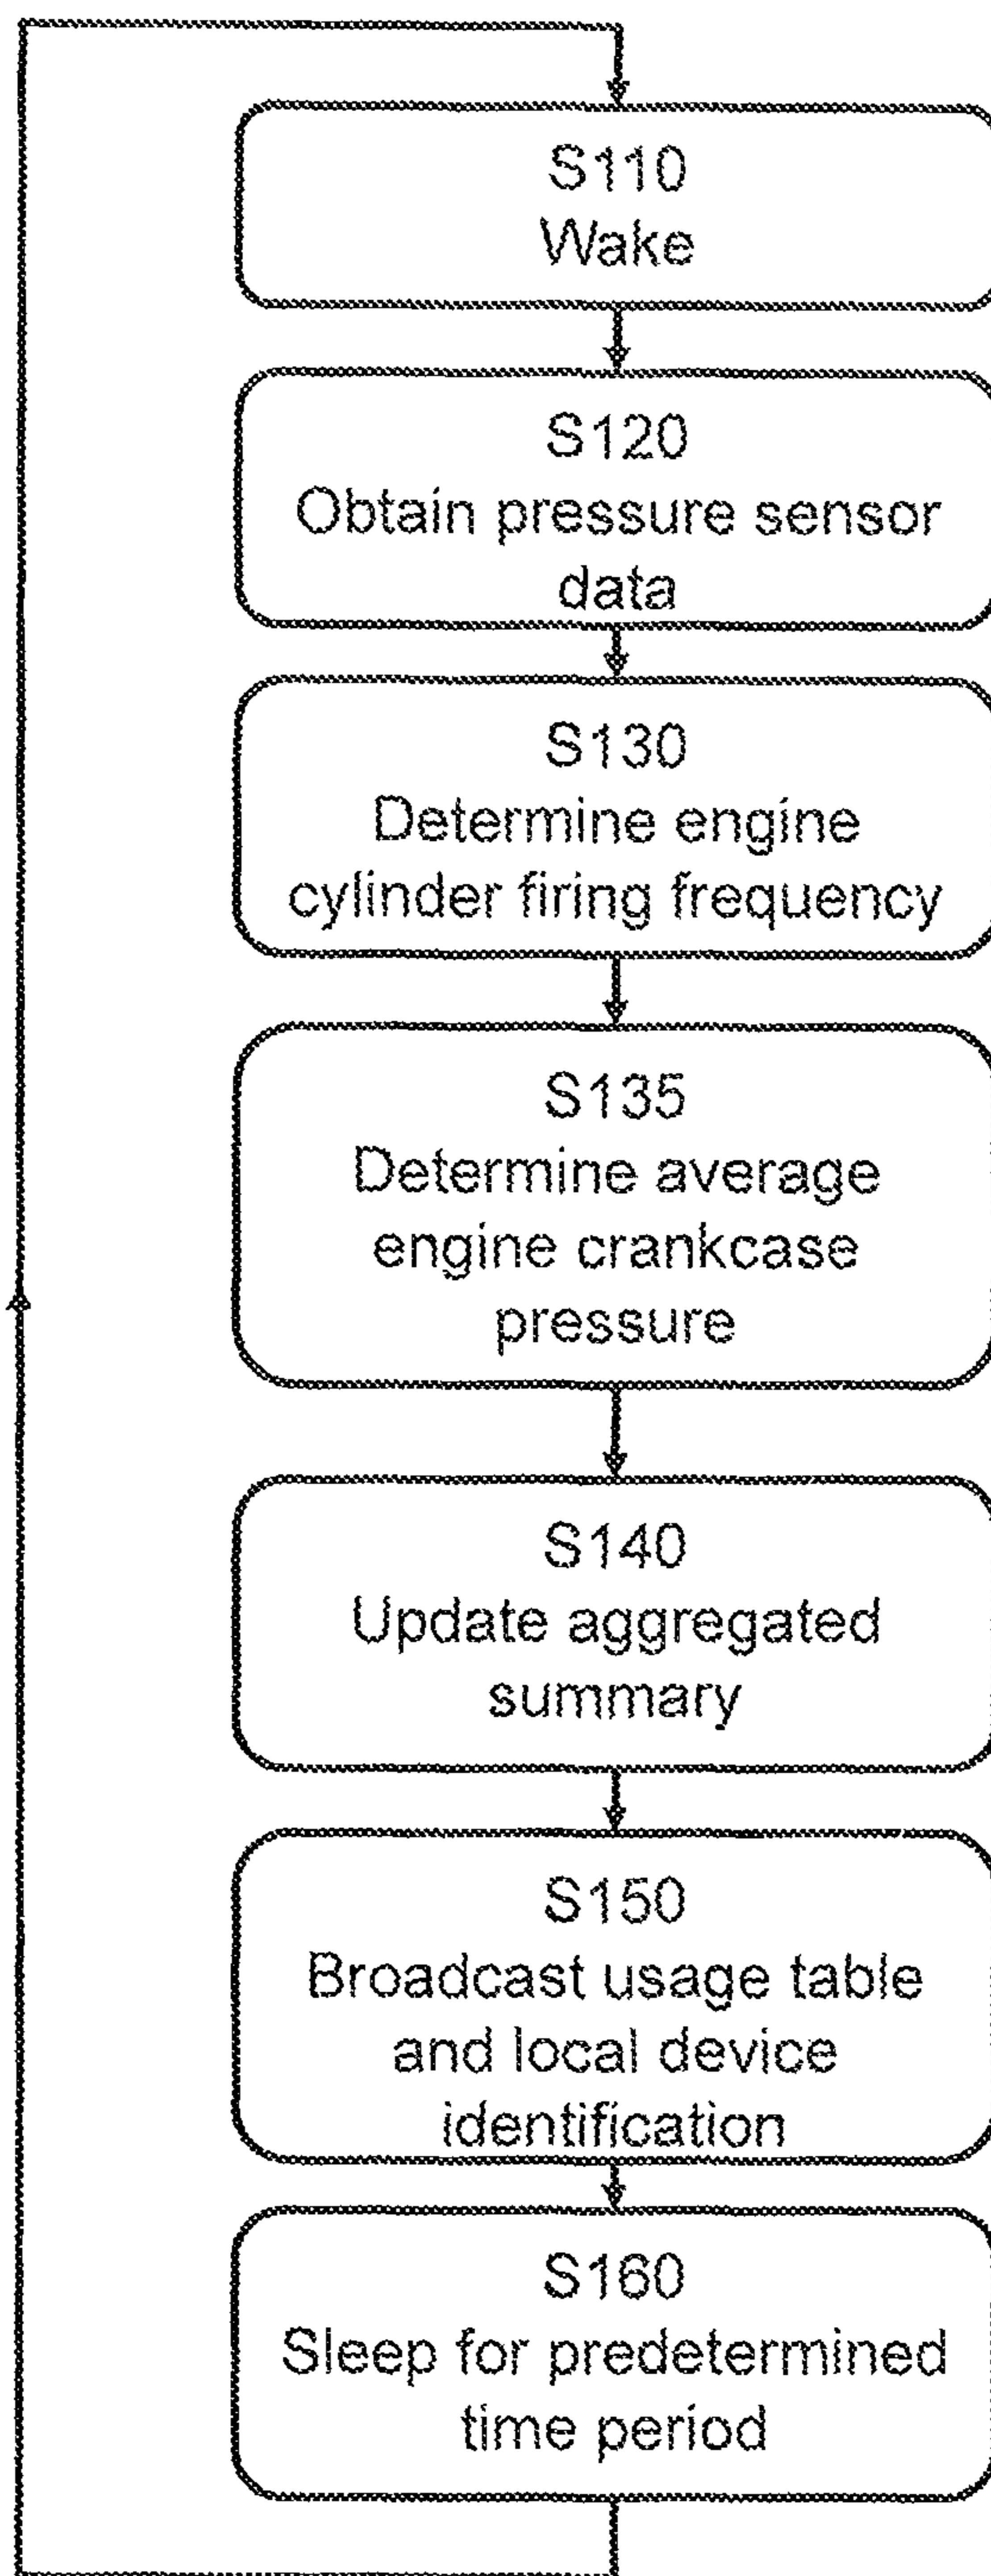 S110
Wake
S120
Obtain pressure sensor
data
S130
Determine engine
cylinder firing frequency
S135
Determine average
engine crankcase
pressure
S140
Update aggregated
summary
S150
Broadcast usage table
and local device
identification
S160
Sleep for predetermined
time period